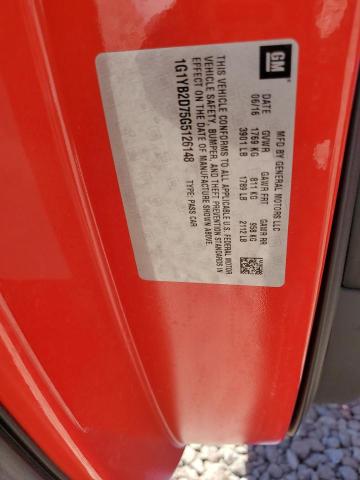 GM
MFD BY GENERAL MOTORS LLC
DATE GVWR GAWR FRT GAWR RR
06/16 1769 KG 811 KG 958 KG
3901 LB 1789 LB 2112 LB
THIS VEHICLE CONFORMS TO ALL APPLICABLE U.S. FEDERAL MOTOR
VEHICLE SAFETY, BUMPER, AND THEFT PREVENTION STANDARDS IN
EFFECT ON THE DATE OF MANUFACTURE SHOWN ABOVE.
1G1YB2D75G5126148 TYPE: PASS CAR